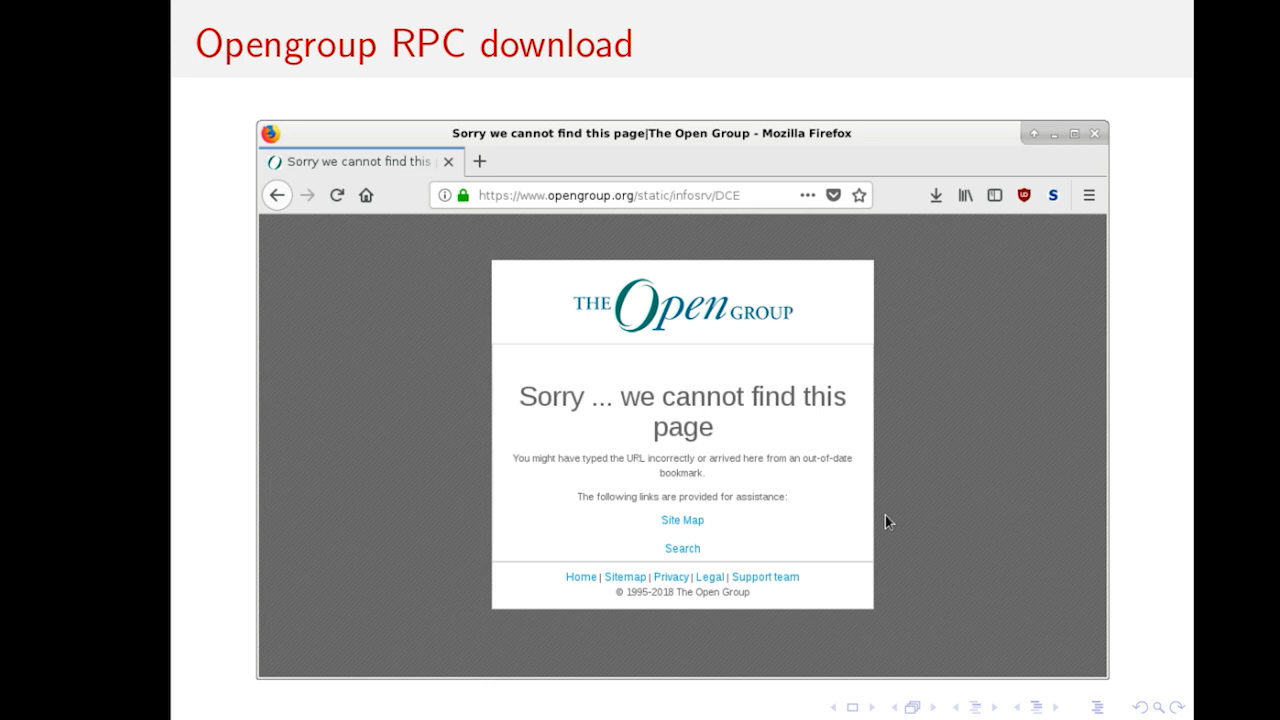 Opengroup RPC download
Sorry we cannot find this page|The Open Group - Mozilla Firefox
Sorry we cannot find this
https://www.opengroup.org/static/infosrv/DCE
S
THE Open GROUP
Sorry ... we cannot find this
page
You might have typed the URL incorrectly or arrived here from an out-of-date
bookmark.
The following links are provided for assistance:
Site Map
Search
Home | Sitemap | Privacy | Legal | Support team
© 1995-2018 The Open Group